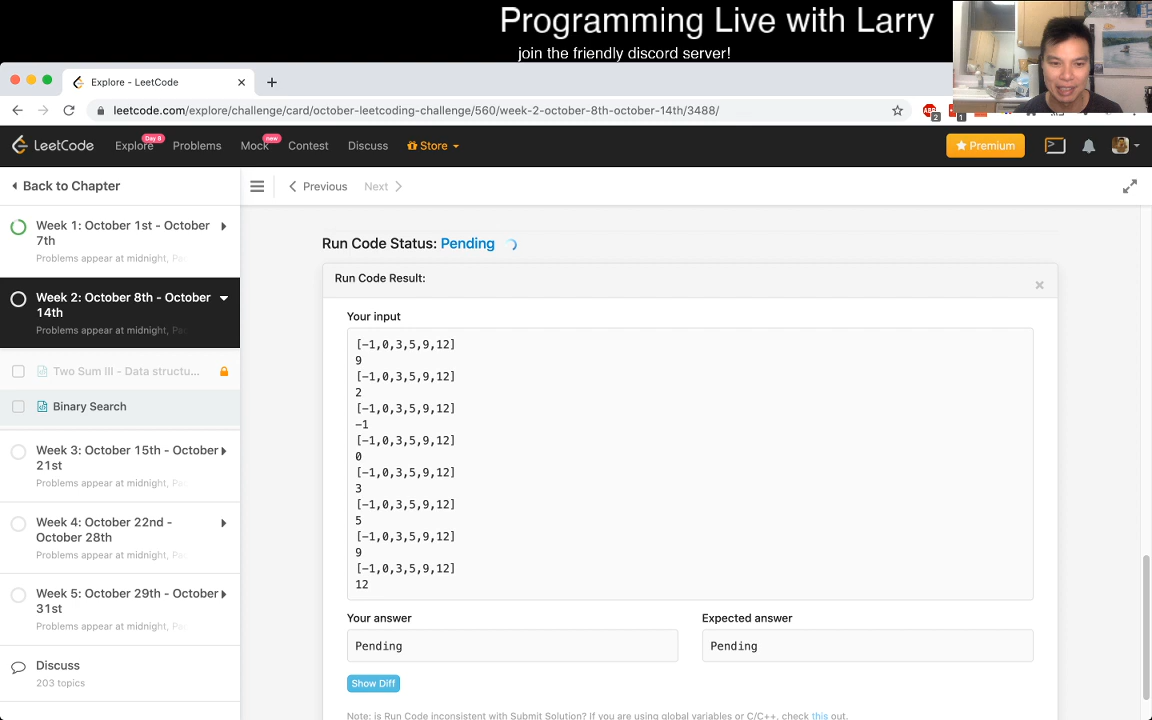 Programming Live with Larry
join the friendly discord server!
Explore - LeetCode
leetcode.com/explore/challenge/card/october-leetcoding-challenge/560/week-2-october-8th-october-14th/3488/
ABP
2
1
LeetCode
Explore
Day 8
Problems
Mock
new
Contest
Discuss
Store
Premium
Back to Chapter
Previous
Next
Week 1: October 1st - October
7th
Problems appear at midnight,
Week 2: October 8th - October
14th
Problems appear at midnight,
Two Sum III - Data structu...
Binary Search
Week 3: October 15th - October
21st
Problems appear at midnight,
Week 4: October 22nd -
October 28th
Problems appear at midnight,
Week 5: October 29th - October
31st
Problems appear at midnight,
Discuss
203 topics
Run Code Status: Pending
Run Code Result:
×
Your input
[-1,0,3,5,9,12]
9
[-1,0,3,5,9,12]
2
[-1,0,3,5,9,12]
-1
[-1,0,3,5,9,12]
0
[-1,0,3,5,9,12]
3
[-1,0,3,5,9,12]
5
[-1,0,3,5,9,12]
9
[-1,0,3,5,9,12]
12
Your answer
Expected answer
Pending
Pending
Show Diff
Note: is Run Code inconsistent with Submit Solution? If you are using global variables or C/C++, check this out.